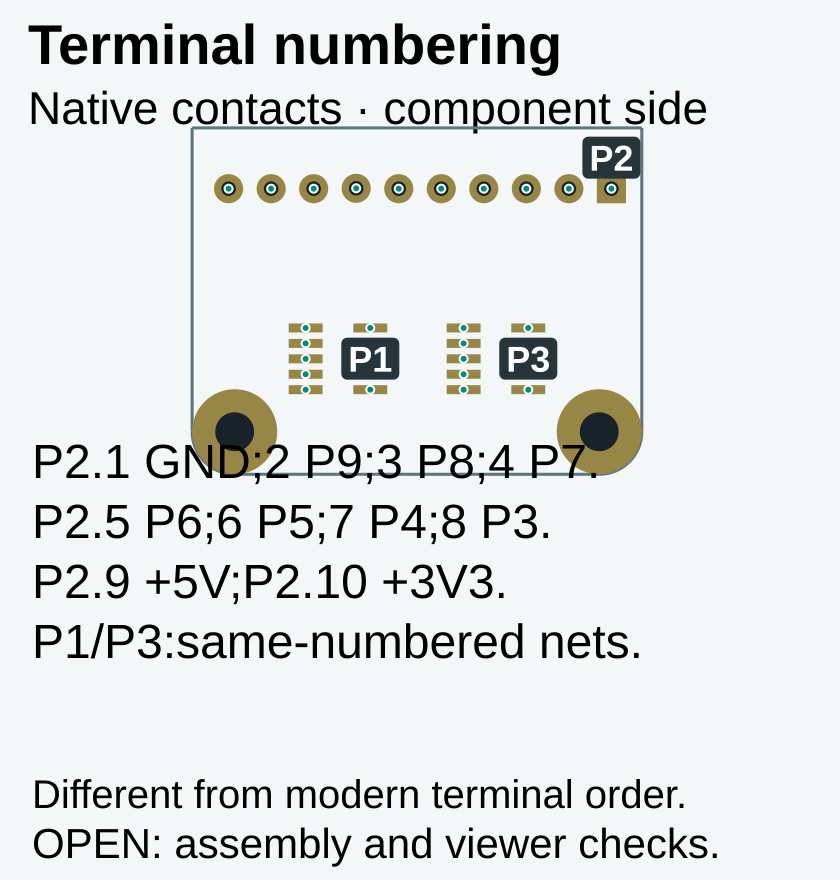 Terminal numbering
Native contacts · component side
P2
P1
P3
P2.1 GND;2 P9;3 P8;4 P7.
P2.5 P6;6 P5;7 P4;8 P3.
P2.9 +5V;P2.10 +3V3.
P1/P3:same-numbered nets.
Different from modern terminal order.
OPEN: assembly and viewer checks.